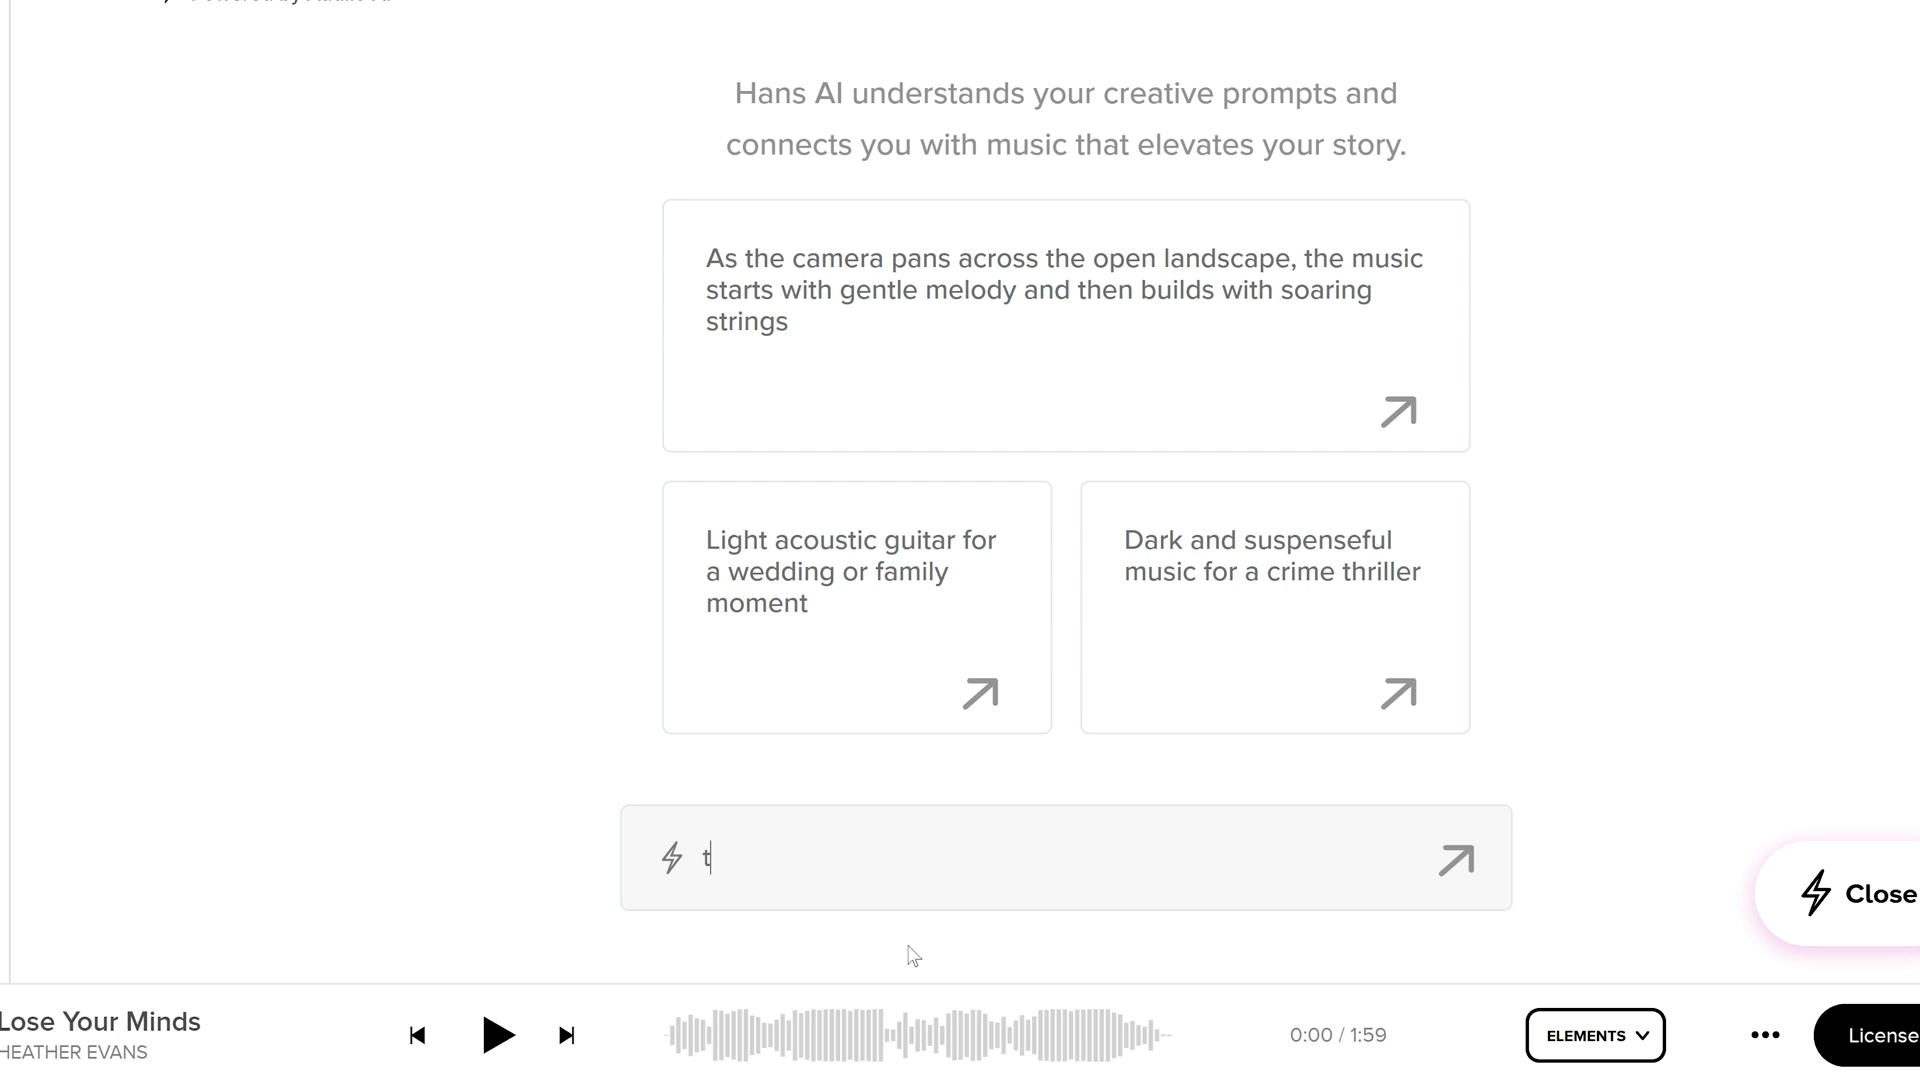 Hans AI understands your creative prompts and
connects you with music that elevates your story.
As the camera pans across the open landscape, the music
starts with gentle melody and then builds with soaring
strings
Light acoustic guitar for
a wedding or family
moment
Dark and suspenseful
music for a crime thriller
t
Close
Lose Your Minds
HEATHER EVANS
0:00 / 1:59
ELEMENTS
License